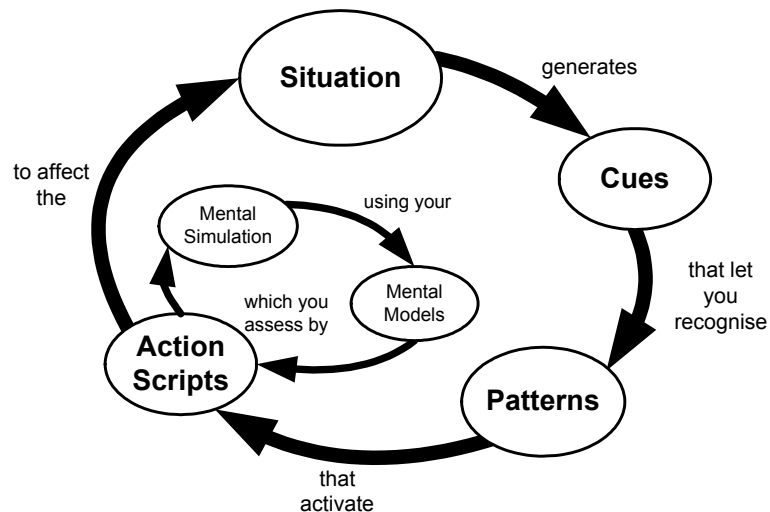 Situation
generates
Cues
that let
you
recognise
Patterns
that
activate
Action
Scripts
to affect
the
Mental
Simulation
using your
Mental
Models
which you
assess by